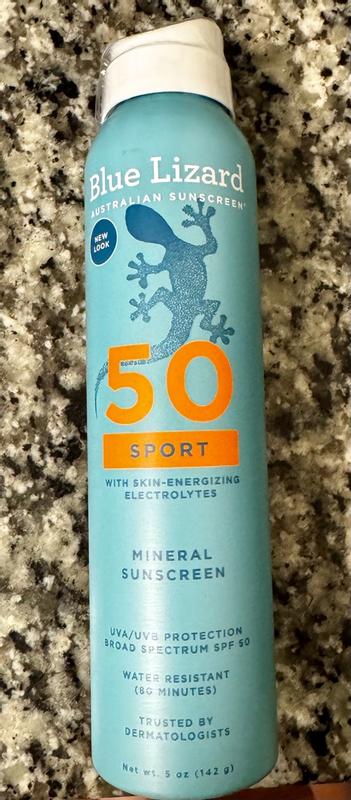 Blue Lizard
AUSTRALIAN SUNSCREEN
NEW
LOOK
50
SPORT
WITH SKIN-ENERGIZING
ELECTROLYTES
MINERAL
SUNSCREEN
UVA/UVB PROTECTION
BROAD SPECTRUM SPF 50
WATER RESISTANT
(80 MINUTES)
TRUSTED BY
DERMATOLOGISTS
Net wt. 5 oz (142 g)